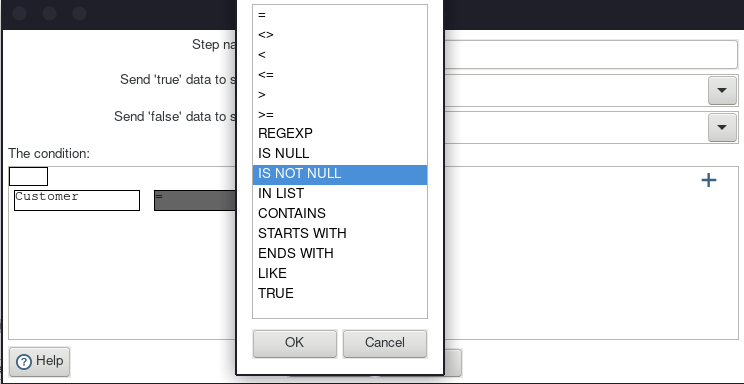 Step na
Send 'true' data to s
Send 'false' data to s
The condition:
Customer
=
=
<>
<
<=
>
>=
REGEXP
IS NULL
IS NOT NULL
IN LIST
CONTAINS
STARTS WITH
ENDS WITH
LIKE
TRUE
OK
Cancel
Help